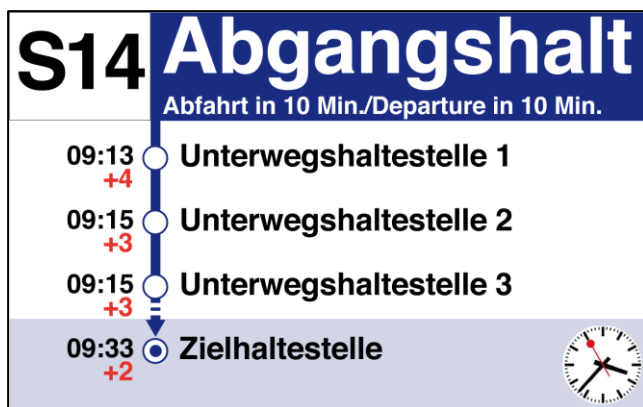 S14
Abgangshalt
Abfahrt in 10 Min./Departure in 10 Min.
09:13 Unterwegshaltestelle 1
+4
09:15 Unterwegshaltestelle 2
+3
09:15 Unterwegshaltestelle 3
+3
09:33 Zielhaltestelle
+2